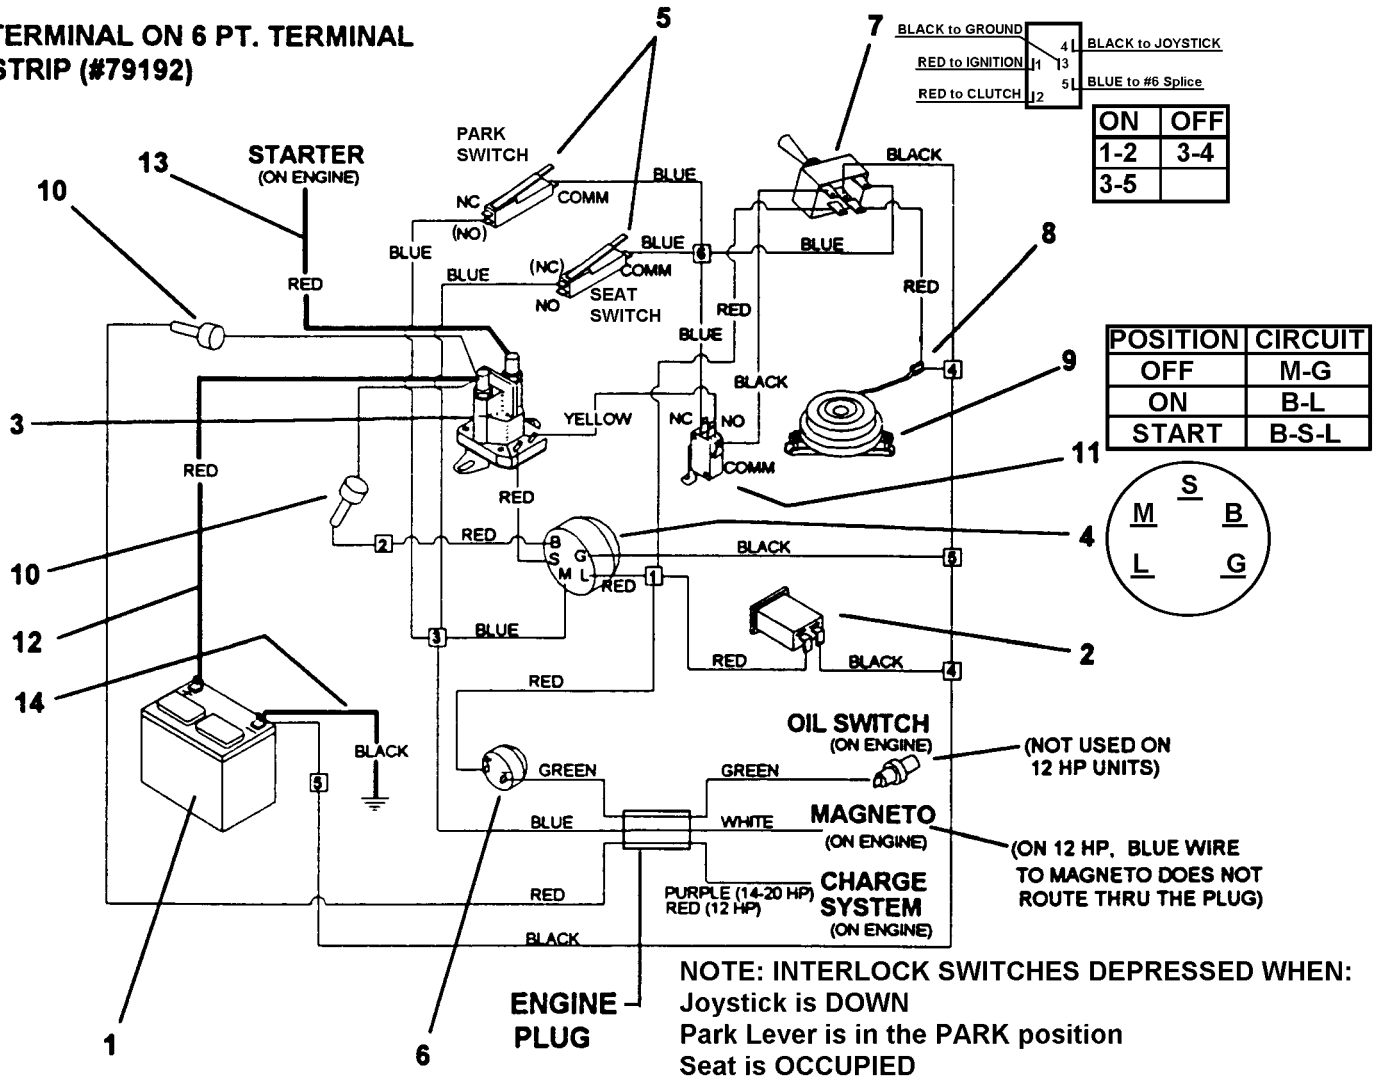 TERMINAL ON 6 PT. TERMINAL
STRIP (#79192)
5
7
BLACK to GROUND
4
BLACK to JOYSTICK
RED to IGNITION
1
3
5
BLUE to #6 Splice
RED to CLUTCH
2
ON OFF
1-2 3-4
3-5
PARK
SWITCH
STARTER
(ON ENGINE)
13
10
BLACK
BLUE
NC
COMM
(NO)
BLUE
BLUE
BLUE
6
8
(NC)
COMM
BLUE
NO
SEAT
SWITCH
RED
RED
RED
BLUE
POSITION CIRCUIT
OFF M-G
ON B-L
START B-S-L
9
4
BLACK
3
YELLOW
NC
NO
COMM
11
RED
RED
S
M
B
L
G
10
2
RED
B
S
G
M
L
RED
BLACK
5
4
1
12
3
BLUE
2
RED
BLACK
4
14
RED
BLACK
OIL SWITCH
(ON ENGINE)
(NOT USED ON
12 HP UNITS)
5
GREEN
GREEN
BLUE
WHITE
MAGNETO
(ON ENGINE)
(ON 12 HP, BLUE WIRE
TO MAGNETO DOES NOT
ROUTE THRU THE PLUG)
RED
PURPLE (14-20 HP)
RED (12 HP)
CHARGE
SYSTEM
(ON ENGINE)
BLACK
1
6
ENGINE
PLUG
NOTE: INTERLOCK SWITCHES DEPRESSED WHEN:
Joystick is DOWN
Park Lever is in the PARK position
Seat is OCCUPIED